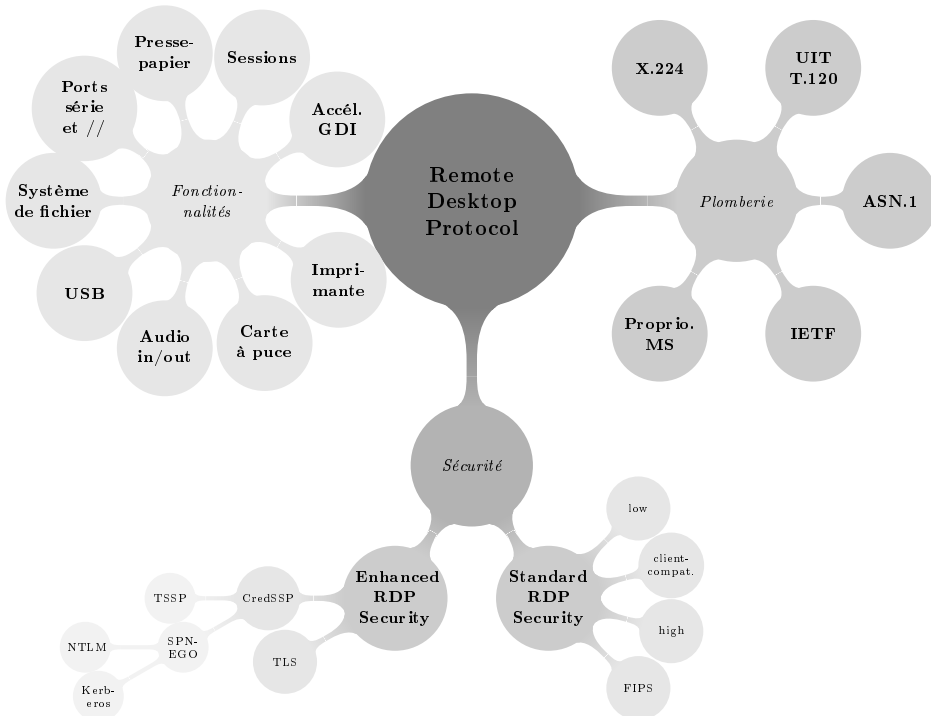 Remote
Desktop
Protocol
Fonction-
nalités
Presse-
papier
Sessions
Accél.
GDI
Ports
série
et //
Système
de fichier
USB
Audio
in/out
Carte
à puce
Impri-
mante
Plomberie
X.224
UIT
T.120
ASN.1
IETF
Proprio.
MS
Sécurité
Enhanced
RDP
Security
CredSSP
TSSP
SPN-
EGO
NTLM
Kerb-
eros
TLS
Standard
RDP
Security
low
client-
compat.
high
FIPS